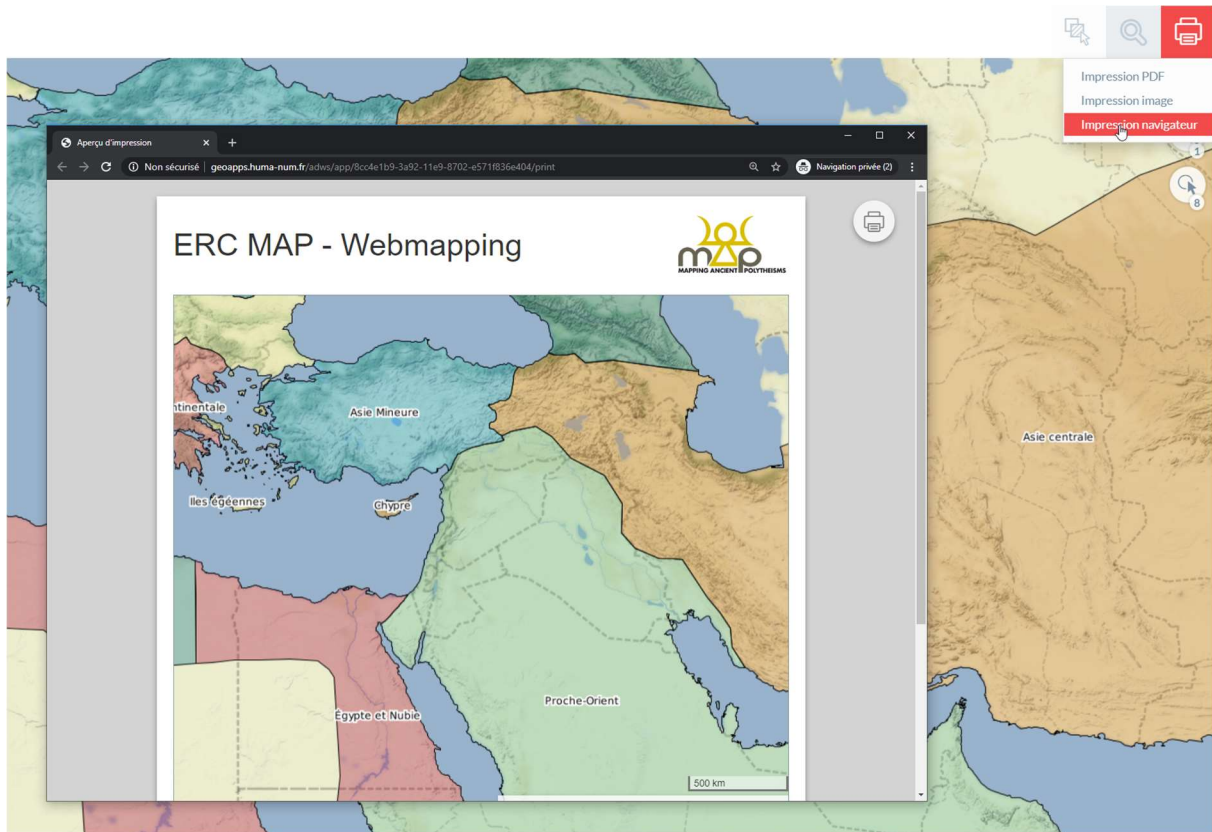 Impression PDF
Impression image
Impression navigateur
1
8
Aperçu d'impression
Non sécurisé | geoapps.huma-num.fr/adws/app/8cc4e1b9-3a92-11e9-8702-e571f836e404/print
Navigation privée (2)
ERC MAP - Webmapping
map
MAPPING ANCIENT POLYTHEISMS
ntinentale
Asie Mineure
Iles égéennes
Chypre
Asie centrale
Proche-Orient
Égypte et Nubie
500 km